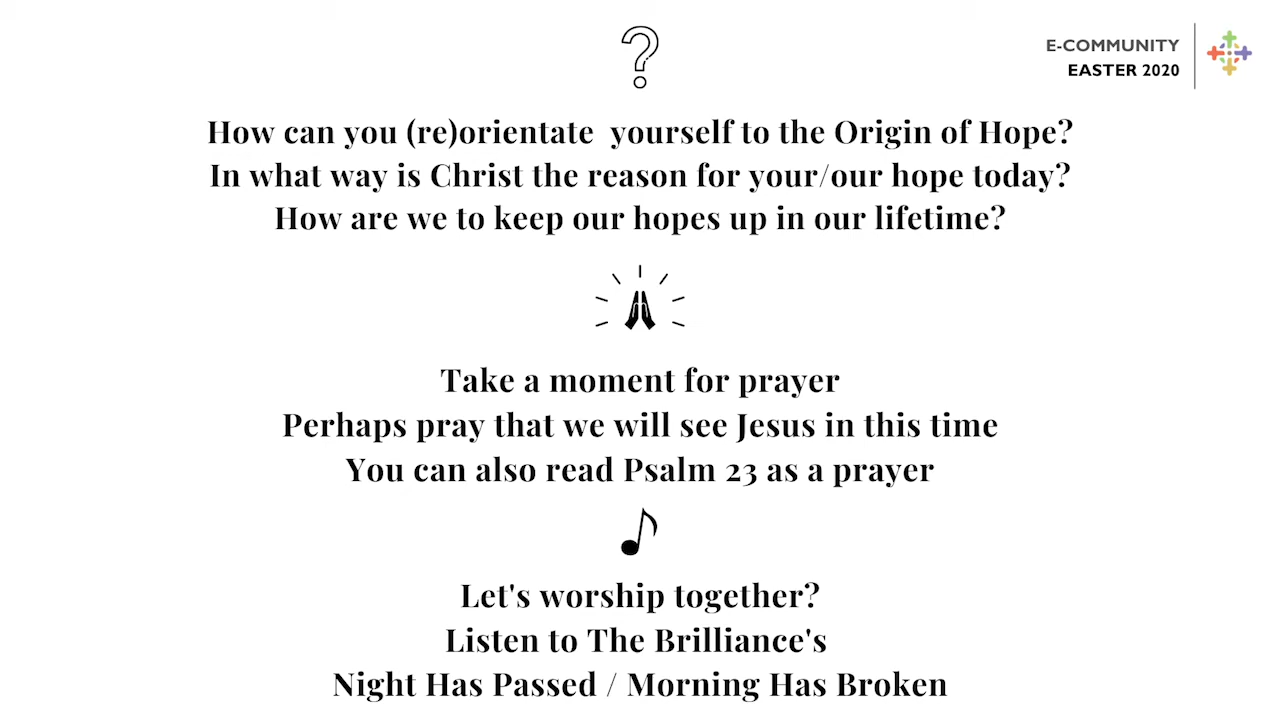 E-COMMUNITY
EASTER 2020
?
How can you (re)orientate yourself to the Origin of Hope?
In what way is Christ the reason for your/our hope today?
How are we to keep our hopes up in our lifetime?
Take a moment for prayer
Perhaps pray that we will see Jesus in this time
You can also read Psalm 23 as a prayer
Let's worship together?
Listen to The Brilliance's
Night Has Passed / Morning Has Broken